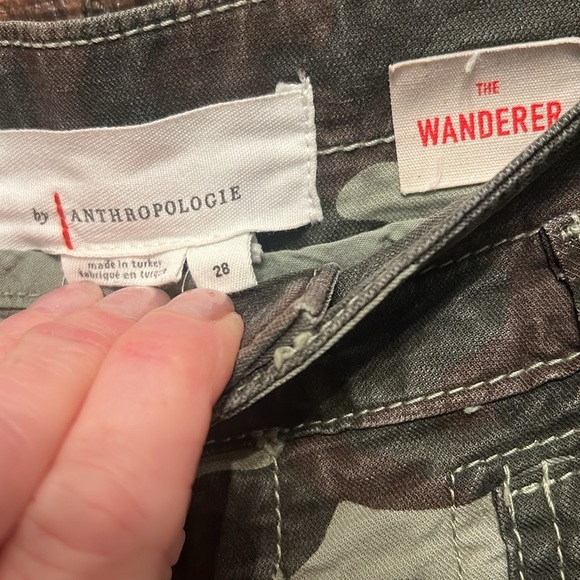 by ANTHROPOLOGIE
made in turkey
fabriqué en turquie
28
THE
WANDERER